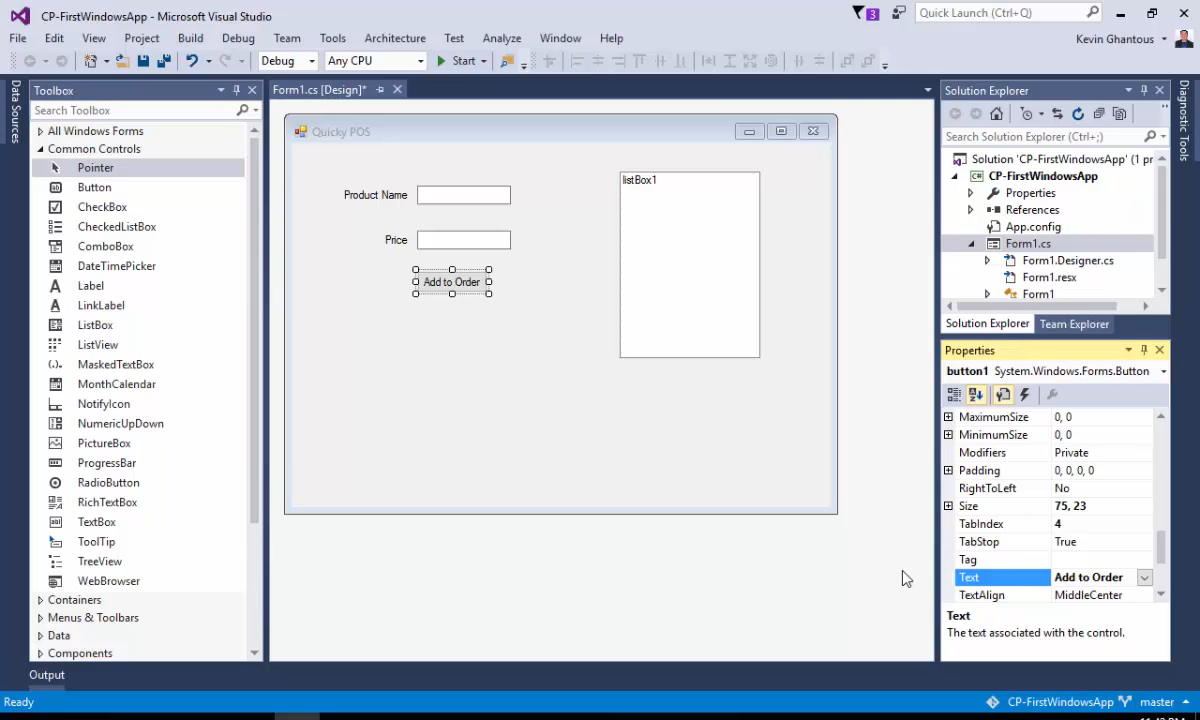 CP-FirstWindowsApp - Microsoft Visual Studio
3
Quick Launch (Ctrl+Q)
File Edit View Project Build Debug Team Tools Architecture Test Analyze Window Help
Kevin Ghantous
Debug Any CPU Start
Data Sources
Toolbox
Search Toolbox
All Windows Forms
Common Controls
Pointer
Button
CheckBox
CheckedListBox
ComboBox
DateTimePicker
Label
LinkLabel
ListBox
ListView
MaskedTextBox
MonthCalendar
NotifyIcon
NumericUpDown
PictureBox
ProgressBar
RadioButton
RichTextBox
TextBox
ToolTip
TreeView
WebBrowser
Containers
Menus & Toolbars
Data
Components
Form1.cs [Design]*
Quicky POS
Product Name
Price
Add to Order
listBox1
Solution Explorer
Search Solution Explorer (Ctrl+;)
Solution 'CP-FirstWindowsApp' (1 pr
CP-FirstWindowsApp
Properties
References
App.config
Form1.cs
Form1.Designer.cs
Form1.resx
Form1
Solution Explorer Team Explorer
Properties
button1 System.Windows.Forms.Button
MaximumSize 0, 0
MinimumSize 0, 0
Modifiers Private
Padding 0, 0, 0, 0
RightToLeft No
Size 75, 23
TabIndex 4
TabStop True
Tag
Text Add to Order
TextAlign MiddleCenter
Text
The text associated with the control.
Diagnostic Tools
Output
Ready
CP-FirstWindowsApp master